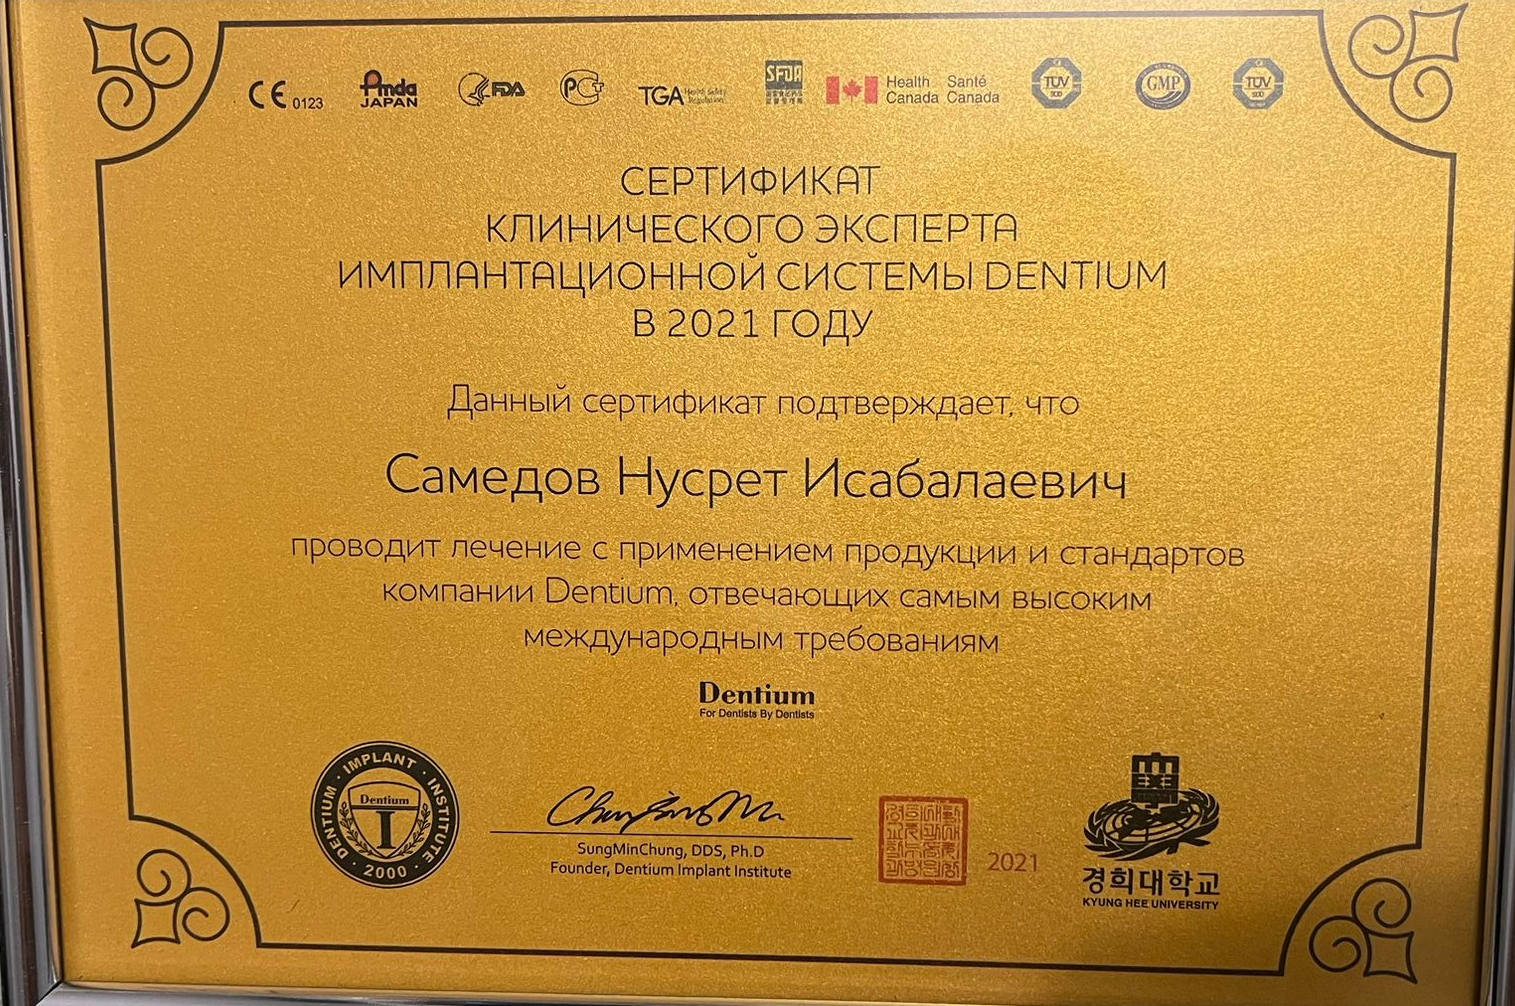 CE 0123
Pmda JAPAN
FDA
TGA Health Safety Regulation
SFDA
Health Canada Santé Canada
TÜV
GMP
TÜV
СЕРТИФИКАТ
КЛИНИЧЕСКОГО ЭКСПЕРТА
ИМПЛАНТАЦИОННОЙ СИСТЕМЫ DENTIUM
В 2021 ГОДУ
Данный сертификат подтверждает, что
Самедов Нусрет Исабалаевич
проводит лечение с применением продукции и стандартов
компании Dentium, отвечающих самым высоким
международным требованиям
Dentium
For Dentists By Dentists
DENTIUM · IMPLANT · INSTITUTE · 2000
Dentium
I
SungMinChung, DDS, Ph.D
Founder, Dentium Implant Institute
2021
경희대학교
KYUNG HEE UNIVERSITY